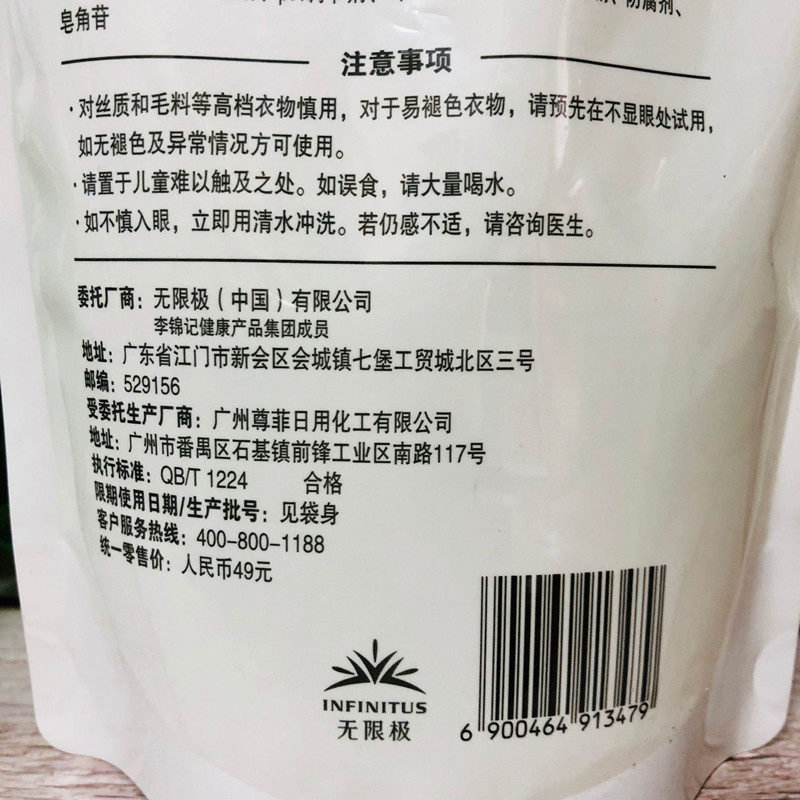 防腐剂、
皂角苷
注意事项
·对丝质和毛料等高档衣物慎用，对于易褪色衣物，请预先在不显眼处试用，
如无褪色及异常情况方可使用。
·请置于儿童难以触及之处。如误食，请大量喝水。
·如不慎入眼，立即用清水冲洗。若仍感不适，请咨询医生。
委托厂商：无限极（中国）有限公司
李锦记健康产品集团成员
地址：广东省江门市新会区会城镇七堡工贸城北区三号
邮编：529156
受委托生产厂商：广州尊菲日用化工有限公司
地址：广州市番禺区石基镇前锋工业区南路117号
执行标准：QB/T 1224 合格
限期使用日期/生产批号：见袋身
客户服务热线：400-800-1188
统一零售价：人民币49元
INFINITUS
无限极
6 900464 913479